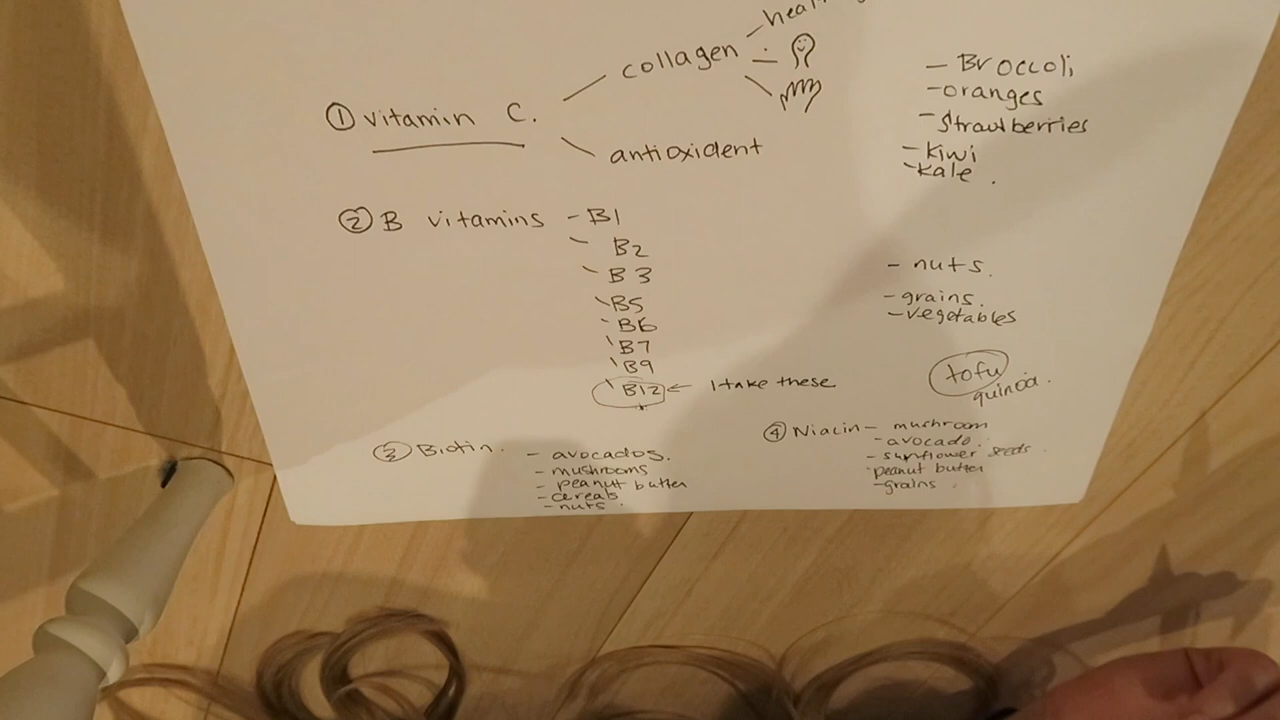 ① vitamin C.
collagen
antioxident
- Broccoli
- oranges
- Strawberries
- kiwi
- kale.
② B vitamins - B1
B2
B3
B5
B6
B7
B9
B12 ← I take these
- nuts.
- grains.
- vegetables
tofu
quinoa.
③ Biotin. - avocados.
- mushrooms
- peanut butter
- cereals
- nuts.
④ Niacin - mushroom
- avocado.
- sunflower seeds.
peanut butter
- grains.